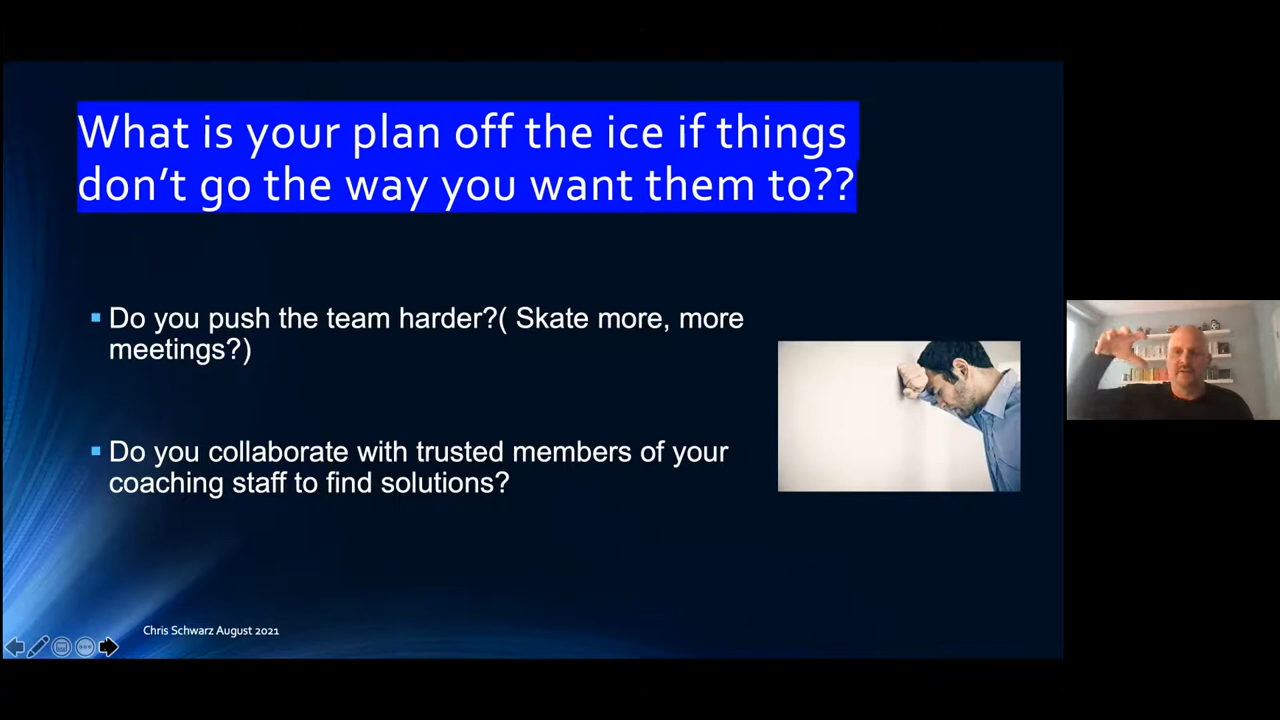 What is your plan off the ice if things
don’t go the way you want them to??
▪ Do you push the team harder?( Skate more, more
meetings?)
▪ Do you collaborate with trusted members of your
coaching staff to find solutions?
Chris Schwarz August 2021